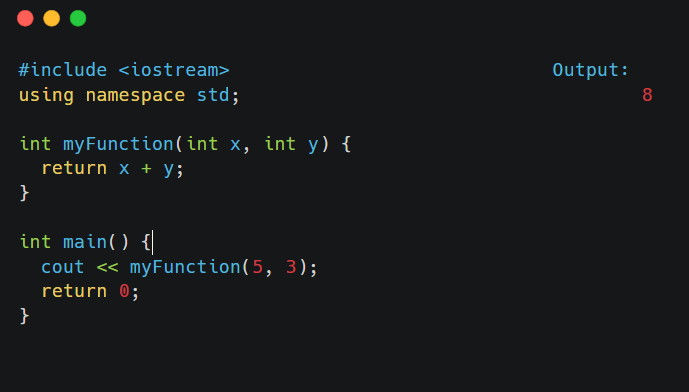 #include <iostream>
using namespace std;
int myFunction(int x, int y) {
  return x + y;
}
int main() {
  cout << myFunction(5, 3);
  return 0;
}
Output:
8